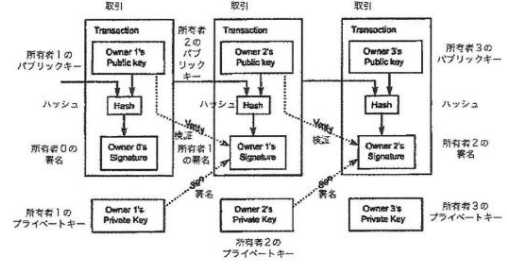 取引
取引
取引
Transaction
Transaction
Transaction
所有者1の
パブリックキー
Owner 1's
Public key
所有者
2の
パブ
リック
キー
Owner 2's
Public key
Owner 3's
Public key
所有者3の
パブリックキー
ハッシュ
Hash
ハッシュ
Hash
Hash
ハッシュ
Verify
検証
Verify
検証
所有者0の
署名
Owner 0's
Signature
所有者1
の署名
Owner 1's
Signature
Owner 2's
Signature
所有者2の
署名
Sign
署名
Sign
署名
所有者1の
プライベートキー
Owner 1's
Private Key
Owner 2's
Private Key
Owner 3's
Private Key
所有者3の
プライベートキー
所有者2の
プライベートキー